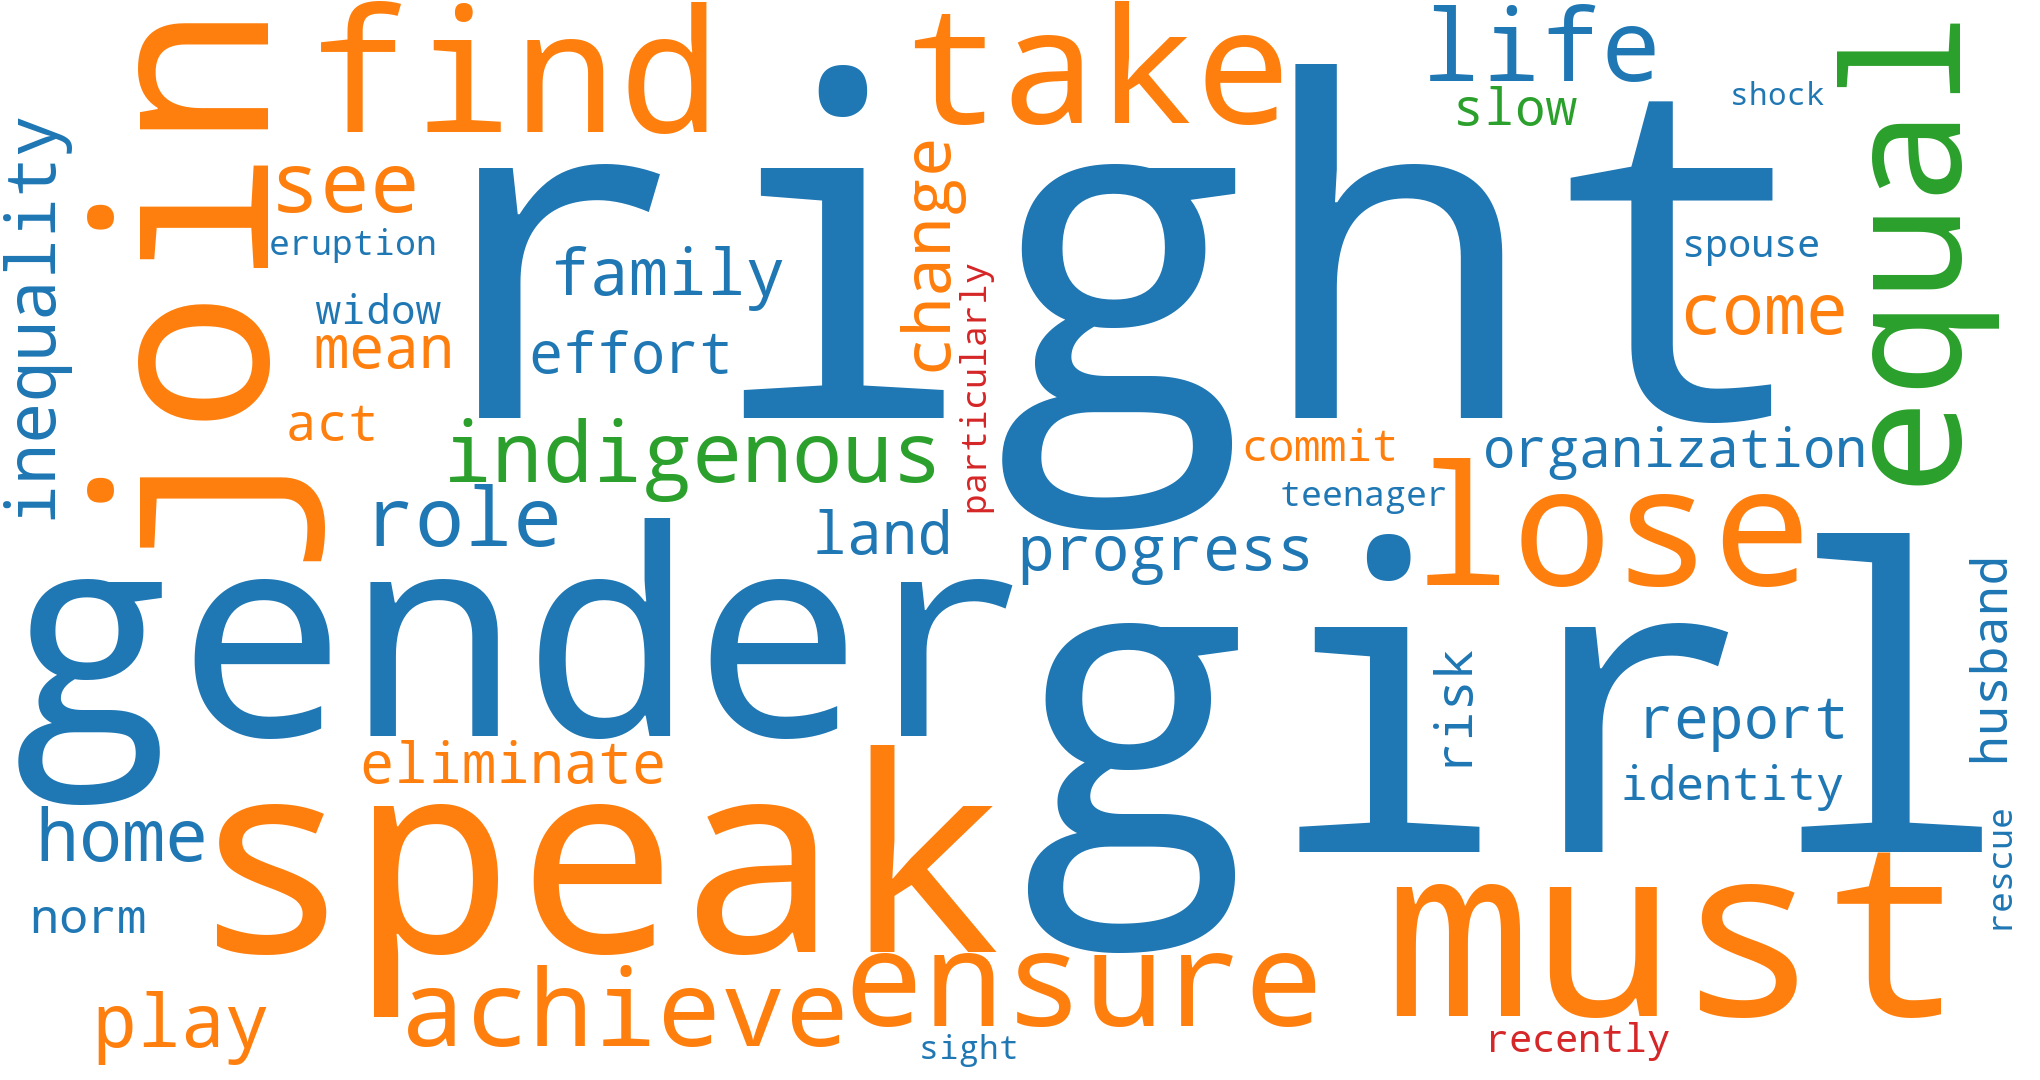 join
find
take
life
slow
shock
equal
inequality
see
eruption
right
change
particularly
family
effort
widow
mean
act
spouse
come
indigenous
commit
organization
role
land
teenager
progress
lose
gender
girl
husband
risk
report
identity
eliminate
speak
home
norm
rescue
must
ensure
achieve
play
sight
recently